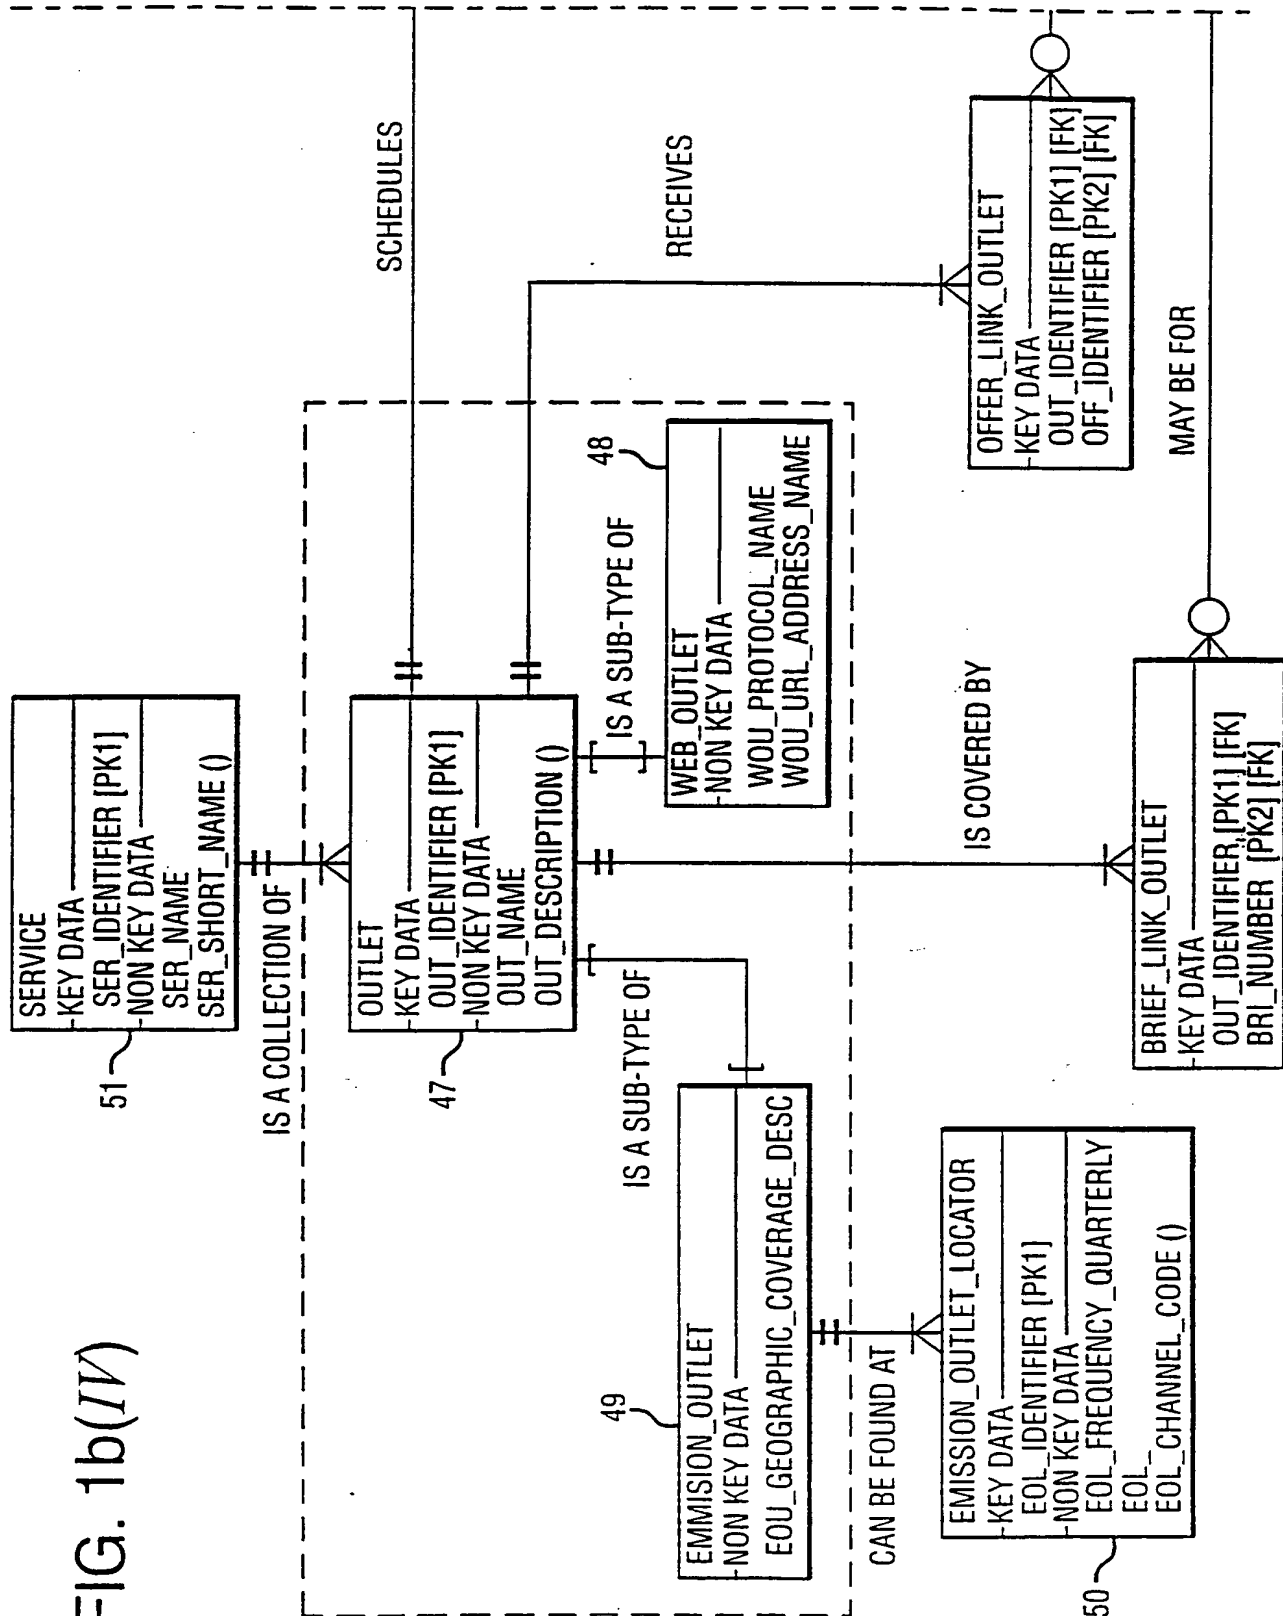 FIG. 1b(IV)
SERVICE
KEY DATA
SER_IDENTIFIER [PK1]
NON KEY DATA
SER_NAME
SER_SHORT_NAME ()
51
IS A COLLECTION OF
OUTLET
KEY DATA
OUT_IDENTIFIER [PK1]
NON KEY DATA
OUT_NAME
OUT_DESCRIPTION ()
47
SCHEDULES
RECEIVES
IS A SUB-TYPE OF
IS A SUB-TYPE OF
48
WEB_OUTLET
NON KEY DATA
WOU_PROTOCOL_NAME
WOU_URL_ADDRESS_NAME
49
EMMISION_OUTLET
NON KEY DATA
EOU_GEOGRAPHIC_COVERAGE_DESC
CAN BE FOUND AT
IS COVERED BY
MAY BE FOR
EMISSION_OUTLET_LOCATOR
KEY DATA
EOL_IDENTIFIER [PK1]
NON KEY DATA
EOL_FREQUENCY_QUARTERLY
EOL_
EOL_CHANNEL_CODE ()
50
BRIEF_LINK_OUTLET
KEY DATA
OUT_IDENTIFIER [PK1] [FK]
BRI_NUMBER [PK2] [FK]
OFFER_LINK_OUTLET
KEY DATA
OUT_IDENTIFIER [PK1] [FK]
OFF_IDENTIFIER [PK2] [FK]